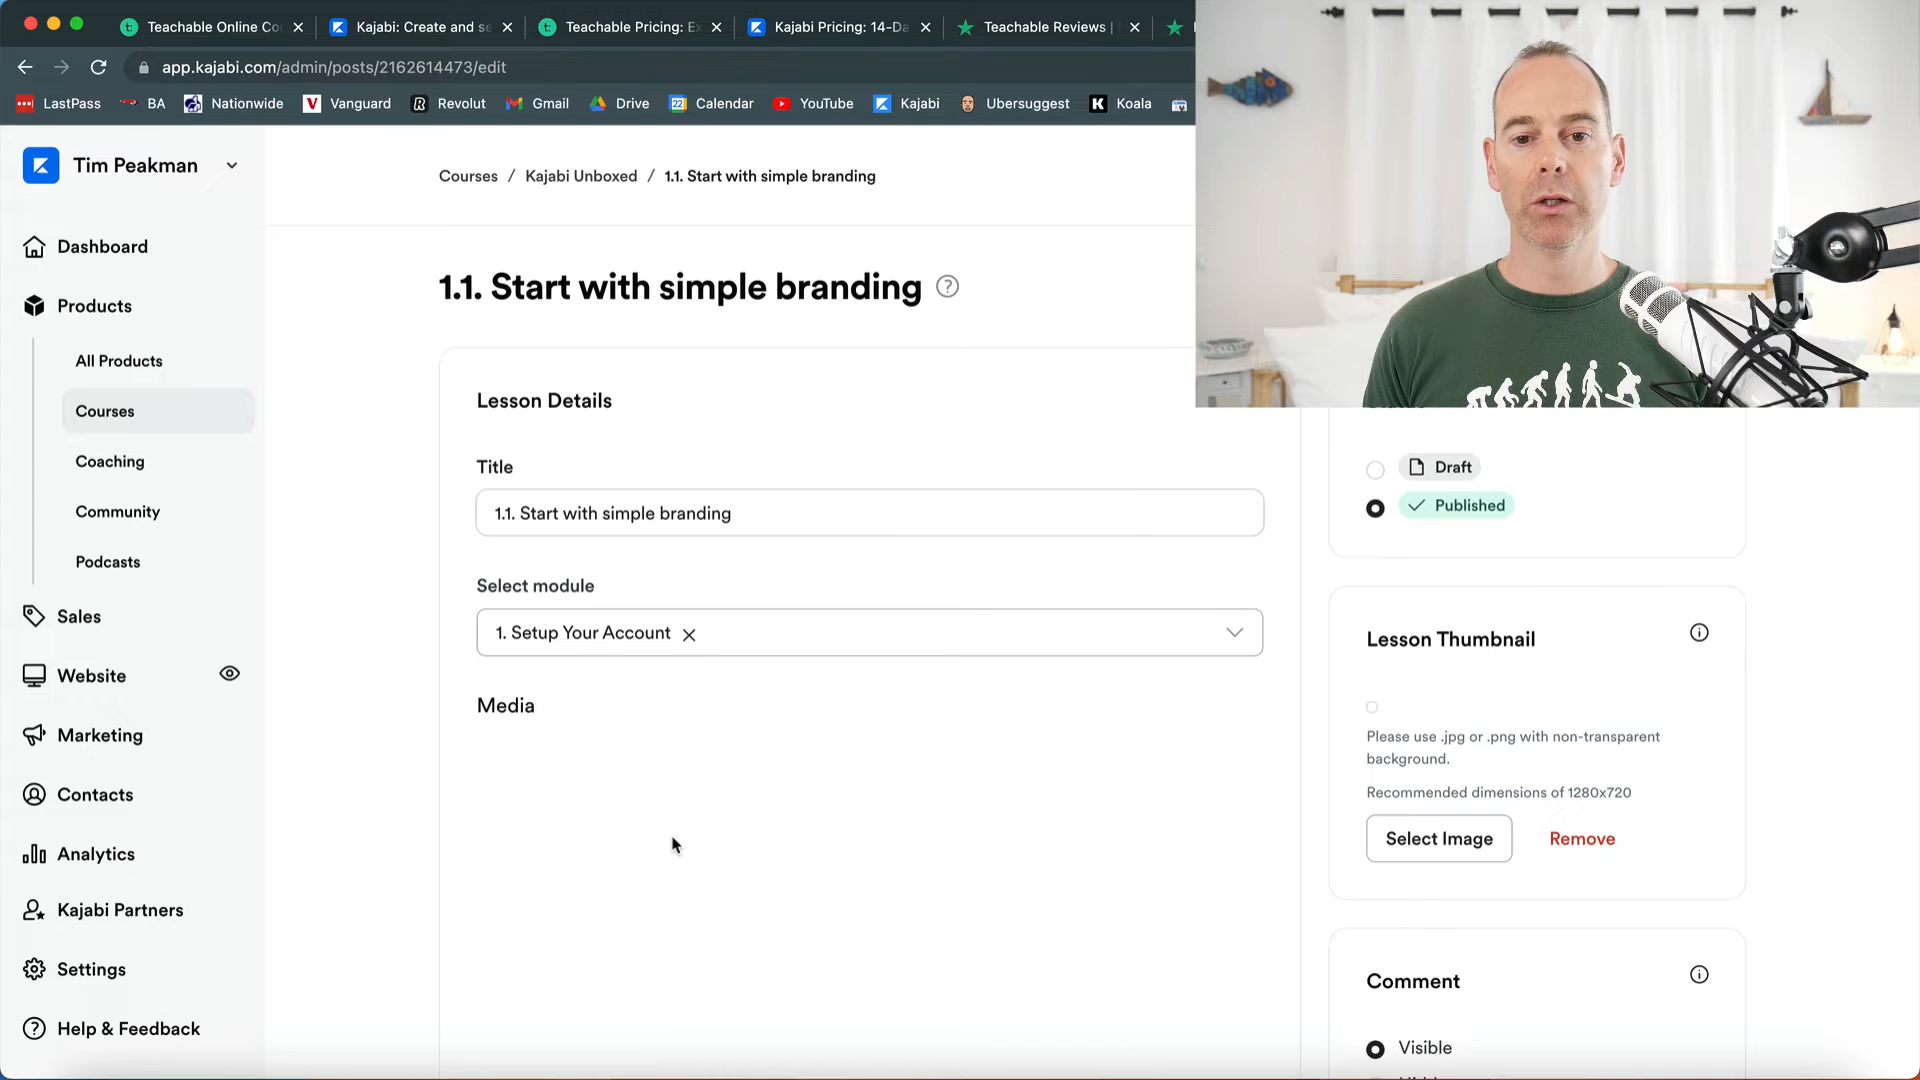 Teachable Online Co
Kajabi: Create and se
Teachable Pricing: Ex
Kajabi Pricing: 14-Da
Teachable Reviews |
app.kajabi.com/admin/posts/2162614473/edit
LastPass
BA
Nationwide
Vanguard
Revolut
Gmail
Drive
22
Calendar
YouTube
Kajabi
Ubersuggest
Koala
Tim Peakman
Courses / Kajabi Unboxed / 1.1. Start with simple branding
Dashboard
Products
All Products
Courses
Coaching
Community
Podcasts
Sales
Website
Marketing
Contacts
Analytics
Kajabi Partners
Settings
Help & Feedback
1.1. Start with simple branding
Lesson Details
Title
1.1. Start with simple branding
Select module
1. Setup Your Account
Media
Draft
Published
Lesson Thumbnail
Please use .jpg or .png with non-transparent
background.
Recommended dimensions of 1280x720
Select Image
Remove
Comment
Visible